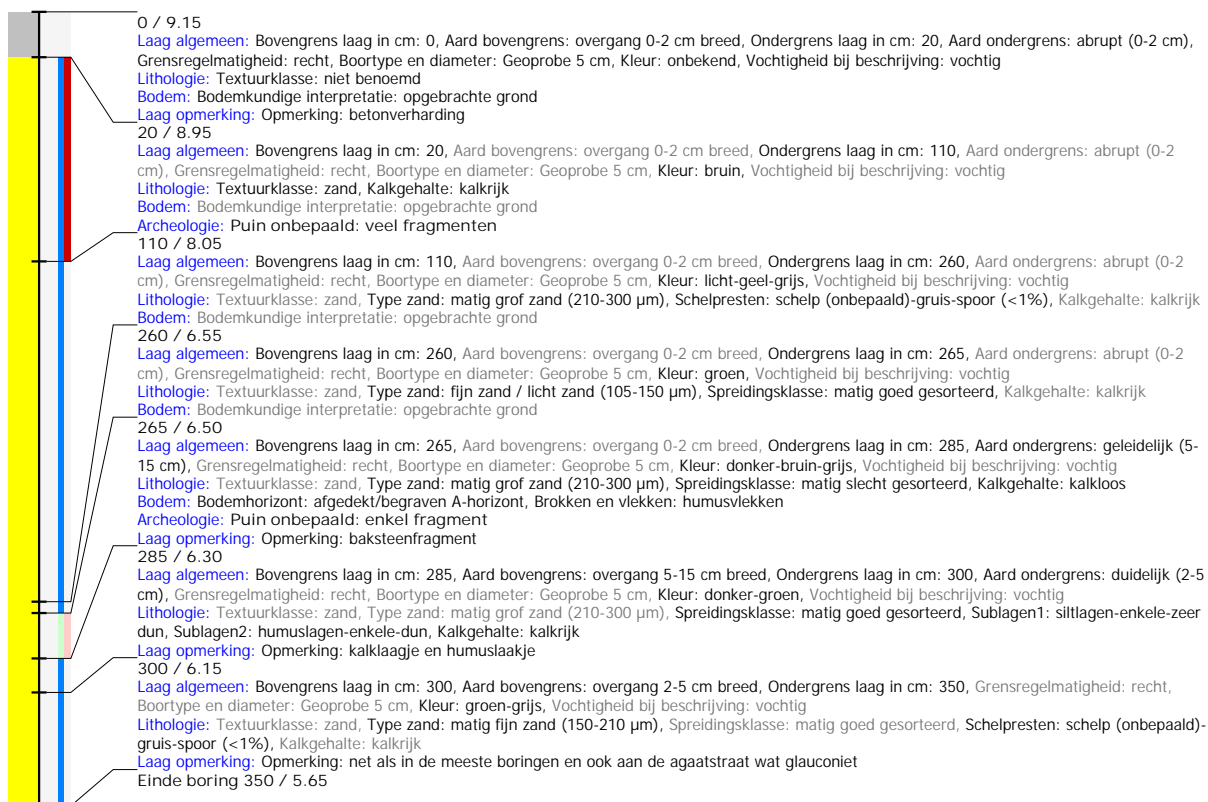 0 / 9.15
Laag algemeen: Bovengrens laag in cm: 0, Aard bovengrens: overgang 0-2 cm breed, Ondergrens laag in cm: 20, Aard ondergrens: abrupt (0-2 cm),
Grensregelmatigheid: recht, Boortype en diameter: Geoprobe 5 cm, Kleur: onbekend, Vochtigheid bij beschrijving: vochtig
Lithologie: Textuurklasse: niet benoemd
Bodem: Bodemkundige interpretatie: opgebrachte grond
Laag opmerking: Opmerking: betonverharding
20 / 8.95
Laag algemeen: Bovengrens laag in cm: 20, Aard bovengrens: overgang 0-2 cm breed, Ondergrens laag in cm: 110, Aard ondergrens: abrupt (0-2
cm), Grensregelmatigheid: recht, Boortype en diameter: Geoprobe 5 cm, Kleur: bruin, Vochtigheid bij beschrijving: vochtig
Lithologie: Textuurklasse: zand, Kalkgehalte: kalkrijk
Bodem: Bodemkundige interpretatie: opgebrachte grond
Archeologie: Puin onbepaald: veel fragmenten
110 / 8.05
Laag algemeen: Bovengrens laag in cm: 110, Aard bovengrens: overgang 0-2 cm breed, Ondergrens laag in cm: 260, Aard ondergrens: abrupt (0-2
cm), Grensregelmatigheid: recht, Boortype en diameter: Geoprobe 5 cm, Kleur: licht-geel-grijs, Vochtigheid bij beschrijving: vochtig
Lithologie: Textuurklasse: zand, Type zand: matig grof zand (210-300 µm), Schelpresten: schelp (onbepaald)-gruis-spoor (<1%), Kalkgehalte: kalkrijk
Bodem: Bodemkundige interpretatie: opgebrachte grond
260 / 6.55
Laag algemeen: Bovengrens laag in cm: 260, Aard bovengrens: overgang 0-2 cm breed, Ondergrens laag in cm: 265, Aard ondergrens: abrupt (0-2
cm), Grensregelmatigheid: recht, Boortype en diameter: Geoprobe 5 cm, Kleur: groen, Vochtigheid bij beschrijving: vochtig
Lithologie: Textuurklasse: zand, Type zand: fijn zand / licht zand (105-150 µm), Spreidingsklasse: matig goed gesorteerd, Kalkgehalte: kalkrijk
Bodem: Bodemkundige interpretatie: opgebrachte grond
265 / 6.50
Laag algemeen: Bovengrens laag in cm: 265, Aard bovengrens: overgang 0-2 cm breed, Ondergrens laag in cm: 285, Aard ondergrens: geleidelijk (5-
15 cm), Grensregelmatigheid: recht, Boortype en diameter: Geoprobe 5 cm, Kleur: donker-bruin-grijs, Vochtigheid bij beschrijving: vochtig
Lithologie: Textuurklasse: zand, Type zand: matig grof zand (210-300 µm), Spreidingsklasse: matig slecht gesorteerd, Kalkgehalte: kalkloos
Bodem: Bodemhorizont: afgedekt/begraven A-horizont, Brokken en vlekken: humusvlekken
Archeologie: Puin onbepaald: enkel fragment
Laag opmerking: Opmerking: baksteenfragment
285 / 6.30
Laag algemeen: Bovengrens laag in cm: 285, Aard bovengrens: overgang 5-15 cm breed, Ondergrens laag in cm: 300, Aard ondergrens: duidelijk (2-5
cm), Grensregelmatigheid: recht, Boortype en diameter: Geoprobe 5 cm, Kleur: donker-groen, Vochtigheid bij beschrijving: vochtig
Lithologie: Textuurklasse: zand, Type zand: matig grof zand (210-300 µm), Spreidingsklasse: matig goed gesorteerd, Sublagen1: siltlagen-enkele-zeer
dun, Sublagen2: humuslagen-enkele-dun, Kalkgehalte: kalkrijk
Laag opmerking: Opmerking: kalklaagje en humuslaakje
300 / 6.15
Laag algemeen: Bovengrens laag in cm: 300, Aard bovengrens: overgang 2-5 cm breed, Ondergrens laag in cm: 350, Grensregelmatigheid: recht,
Boortype en diameter: Geoprobe 5 cm, Kleur: groen-grijs, Vochtigheid bij beschrijving: vochtig
Lithologie: Textuurklasse: zand, Type zand: matig fijn zand (150-210 µm), Spreidingsklasse: matig goed gesorteerd, Schelpresten: schelp (onbepaald)-
gruis-spoor (<1%), Kalkgehalte: kalkrijk
Laag opmerking: Opmerking: net als in de meeste boringen en ook aan de agaatstraat wat glauconiet
Einde boring 350 / 5.65